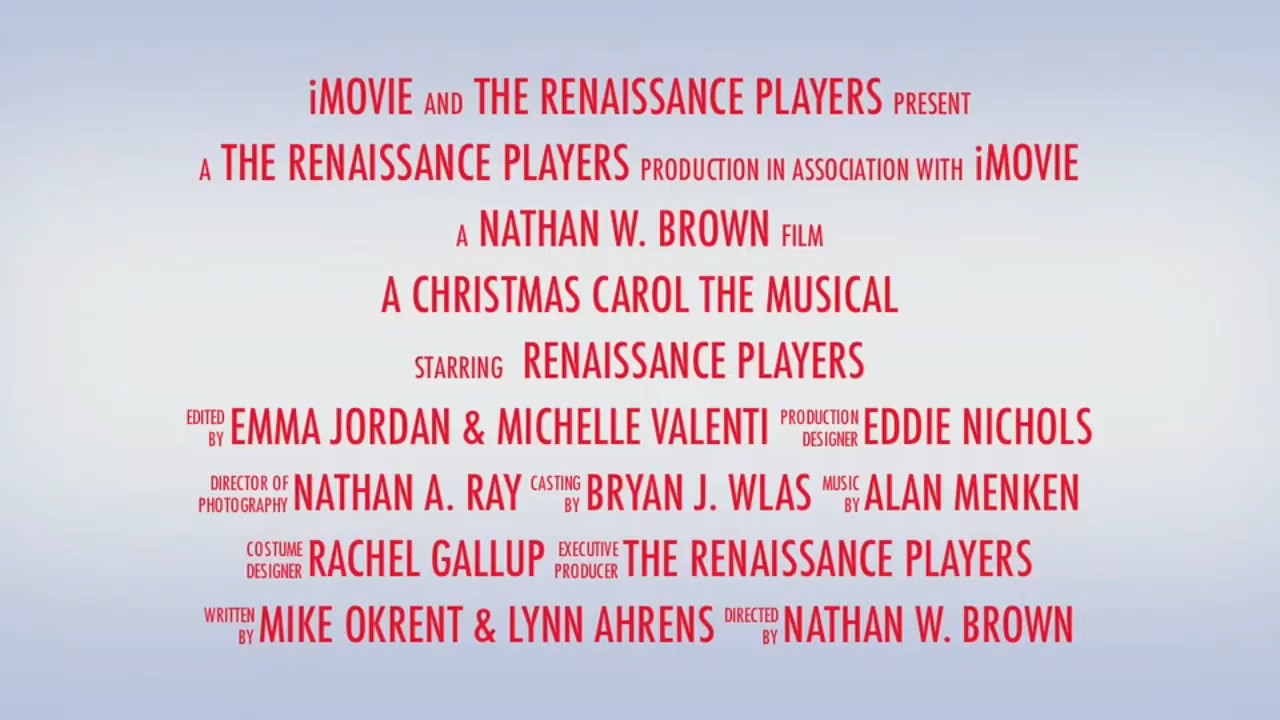 iMOVIE AND THE RENAISSANCE PLAYERS PRESENT
A THE RENAISSANCE PLAYERS PRODUCTION IN ASSOCIATION WITH iMOVIE
A NATHAN W. BROWN FILM
A CHRISTMAS CAROL THE MUSICAL
STARRING RENAISSANCE PLAYERS
EDITED BY EMMA JORDAN & MICHELLE VALENTI PRODUCTION DESIGNER EDDIE NICHOLS
DIRECTOR OF PHOTOGRAPHY NATHAN A. RAY CASTING BY BRYAN J. WLAS MUSIC BY ALAN MENKEN
COSTUME DESIGNER RACHEL GALLUP EXECUTIVE PRODUCER THE RENAISSANCE PLAYERS
WRITTEN BY MIKE OKRENT & LYNN AHRENS DIRECTED BY NATHAN W. BROWN